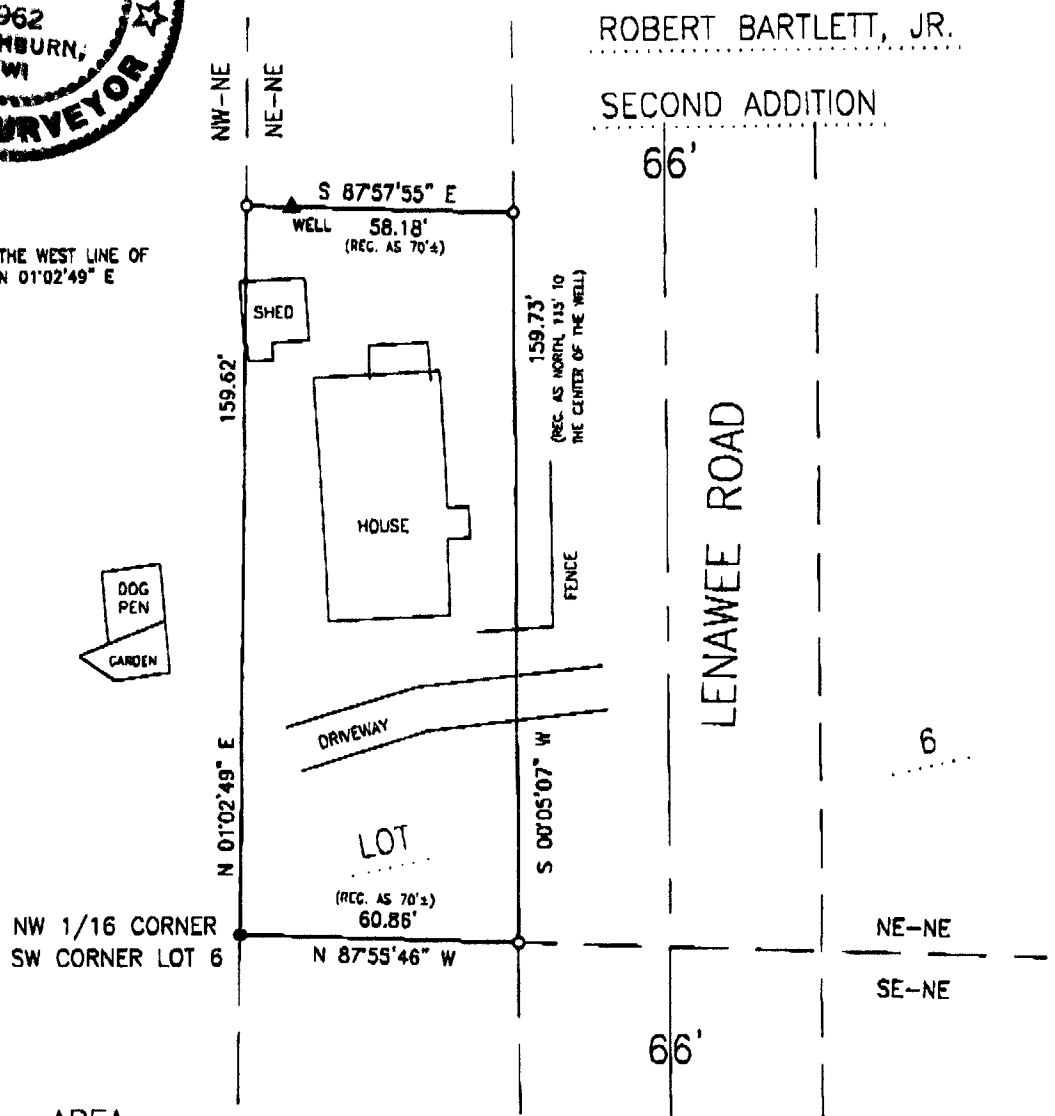 1962
WI
SURVEYOR
ROBERT BARTLETT, JR.
SECOND ADDITION
NW-NE
NE-NE
66'
S 87°57'55" E
WELL 58.18'
(REC. AS 70'±)
THE WEST LINE OF
N 01°02'49" E
SHED
159.62'
159.73'
(REC. AS NORTH, 135' TO
THE CENTER OF THE WELL)
HOUSE
LENAWEE ROAD
DOG
PEN
GARDEN
FENCE
DRIVEWAY
6
N 01°02'49" E
S 00°05'07" W
LOT
(REC. AS 70'±)
60.86'
N 87°55'46" W
NW 1/16 CORNER
SW CORNER LOT 6
NE-NE
SE-NE
66'
AREA